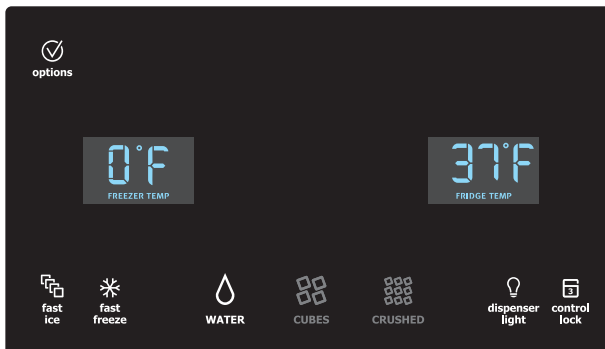 options
0°F
FREEZER TEMP
37°F
FRIDGE TEMP
fast
ice
fast
freeze
WATER
CUBES
CRUSHED
dispenser
light
3
control
lock